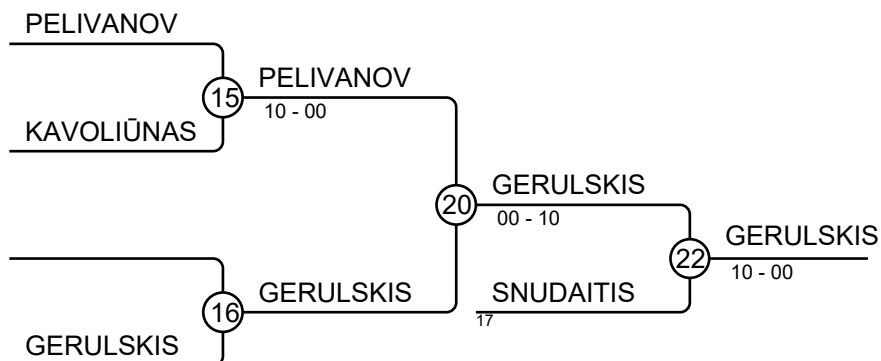 PELIVANOV
15
PELIVANOV
10 - 00
KAVOLIŪNAS
20
GERULSKIS
00 - 10
22
GERULSKIS
10 - 00
16
GERULSKIS
SNUDAITIS
17
GERULSKIS